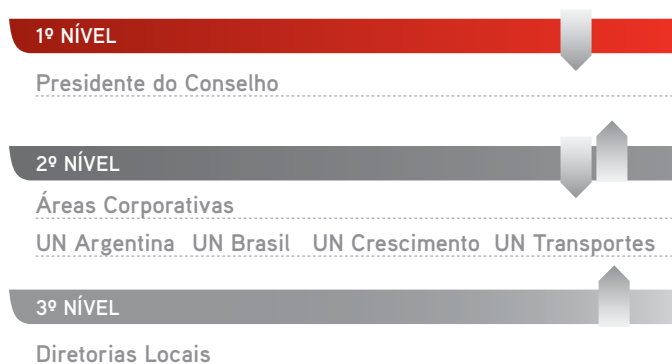 1º NÍVEL
Presidente do Conselho
2º NÍVEL
Áreas Corporativas
UN Argentina UN Brasil UN Crescimento UN Transportes
3º NÍVEL
Diretorias Locais